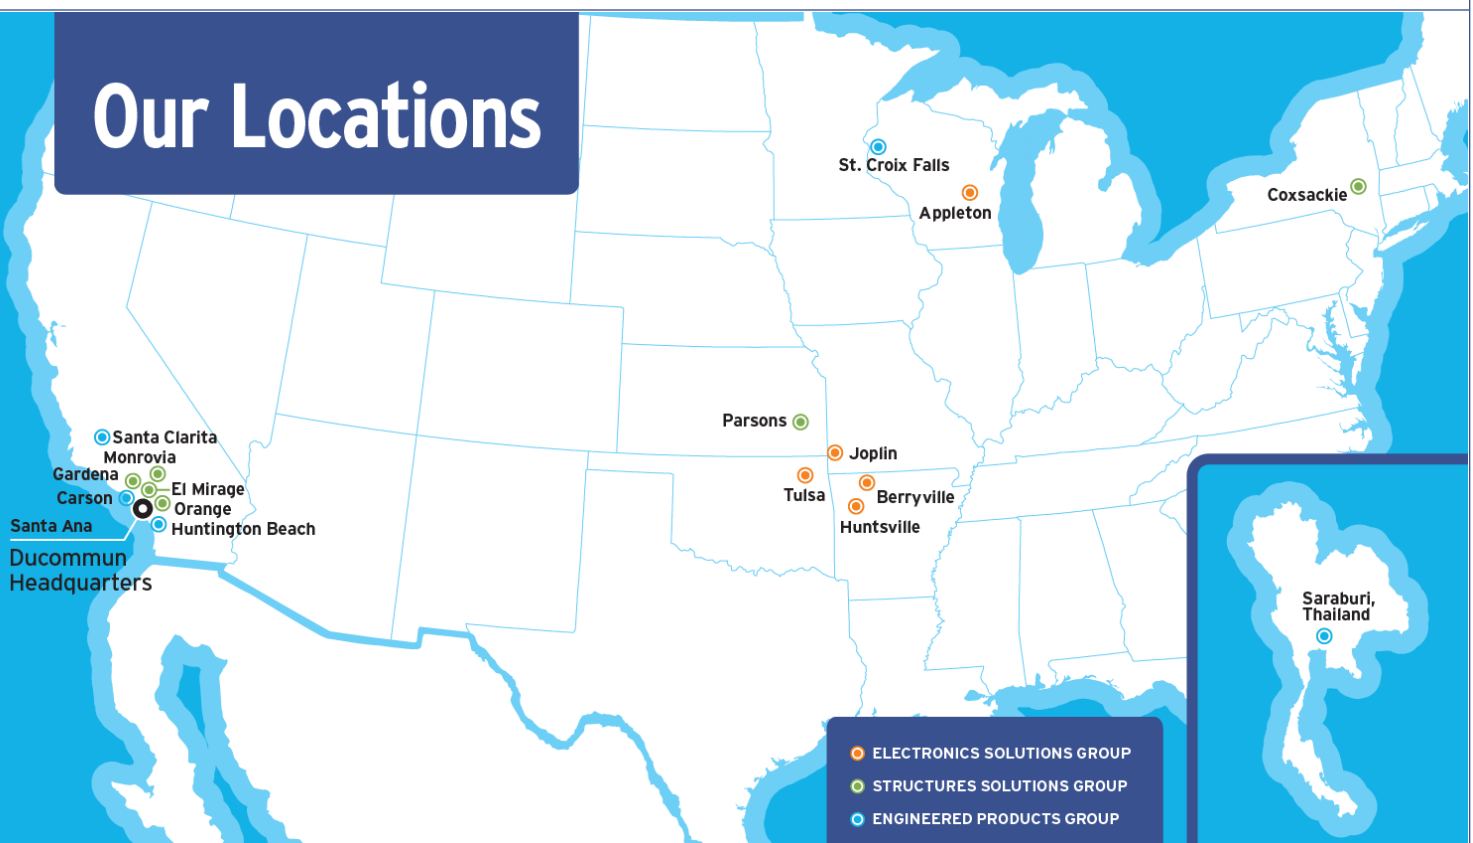 Our Locations
St. Croix Falls
Appleton
Coxsackie
Parsons
Joplin
Tulsa
Berryville
Huntsville
Santa Clarita
Monrovia
Gardena
El Mirage
Carson
Orange
Santa Ana
Huntington Beach
Ducommun
Headquarters
Saraburi,
Thailand
ELECTRONICS SOLUTIONS GROUP
STRUCTURES SOLUTIONS GROUP
ENGINEERED PRODUCTS GROUP